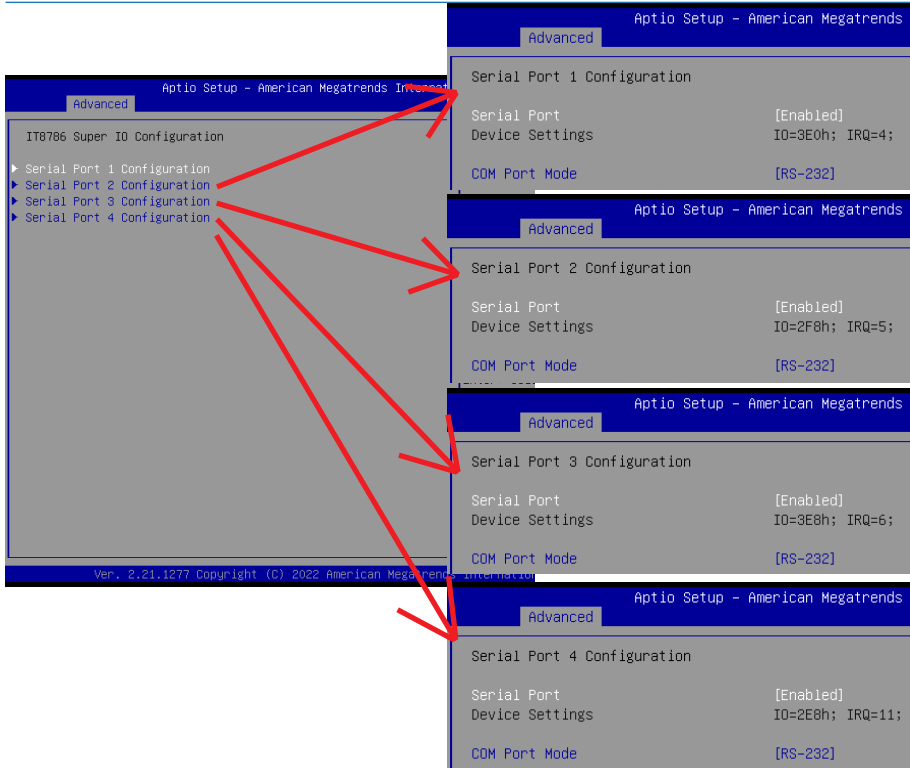 Aptio Setup – American Megatrends
Advanced
IT8786 Super IO Configuration
Serial Port 1 Configuration
Serial Port 2 Configuration
Serial Port 3 Configuration
Serial Port 4 Configuration
Ver. 2.21.1277 Copyright (C) 2022 American Megatrends
Aptio Setup – American Megatrends
Advanced
Serial Port 1 Configuration
Serial Port [Enabled]
Device Settings IO=3E0h; IRQ=4;
COM Port Mode [RS-232]
Aptio Setup – American Megatrends
Advanced
Serial Port 2 Configuration
Serial Port [Enabled]
Device Settings IO=2F8h; IRQ=5;
COM Port Mode [RS-232]
Aptio Setup – American Megatrends
Advanced
Serial Port 3 Configuration
Serial Port [Enabled]
Device Settings IO=3E8h; IRQ=6;
COM Port Mode [RS-232]
Aptio Setup – American Megatrends
Advanced
Serial Port 4 Configuration
Serial Port [Enabled]
Device Settings IO=2E8h; IRQ=11;
COM Port Mode [RS-232]